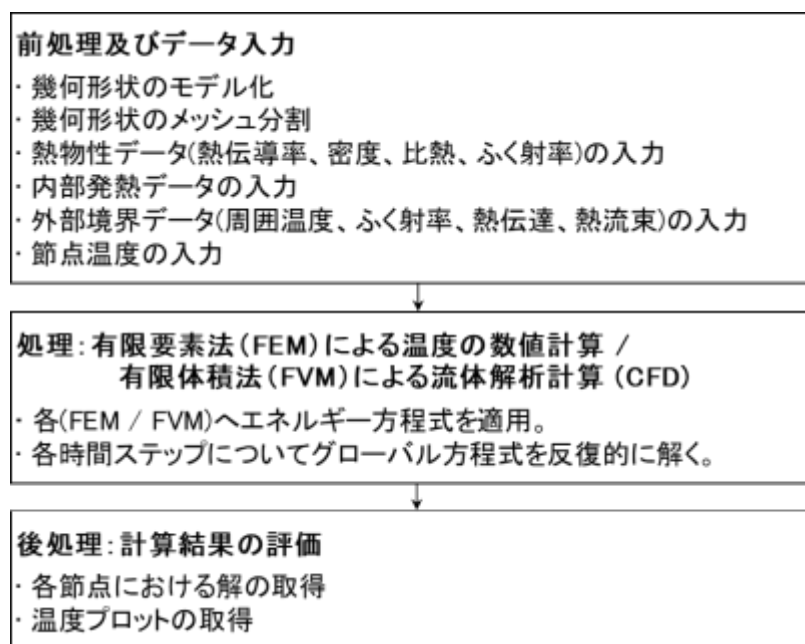 前処理及びデータ入力
・幾何形状のモデル化
・幾何形状のメッシュ分割
・熱物性データ(熱伝導率、密度、比熱、ふく射率)の入力
・内部発熱データの入力
・外部境界データ(周囲温度、ふく射率、熱伝達、熱流束)の入力
・節点温度の入力
処理：有限要素法（FEM）による温度の数値計算 /
有限体積法（FVM）による流体解析計算 (CFD)
・各(FEM / FVM)へエネルギー方程式を適用。
・各時間ステップについてグローバル方程式を反復的に解く。
後処理：計算結果の評価
・各節点における解の取得
・温度プロットの取得